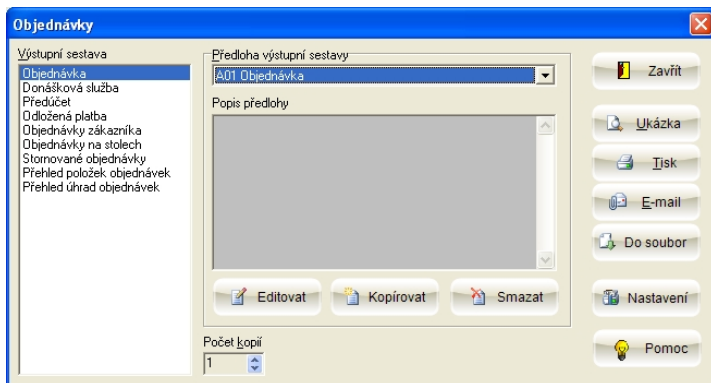 Objednávky
Výstupní sestava
Objednávka
Donášková služba
Předúčet
Odložená platba
Objednávky zákazníka
Objednávky na stolech
Stornované objednávky
Přehled položek objednávek
Přehled úhrad objednávek
Předloha výstupní sestavy
A01 Objednávka
Popis předlohy
Editovat
Kopírovat
Smazat
Počet kopií
1
Zavřít
Ukázka
Tisk
E-mail
Do soubor
Nastavení
Pomoc